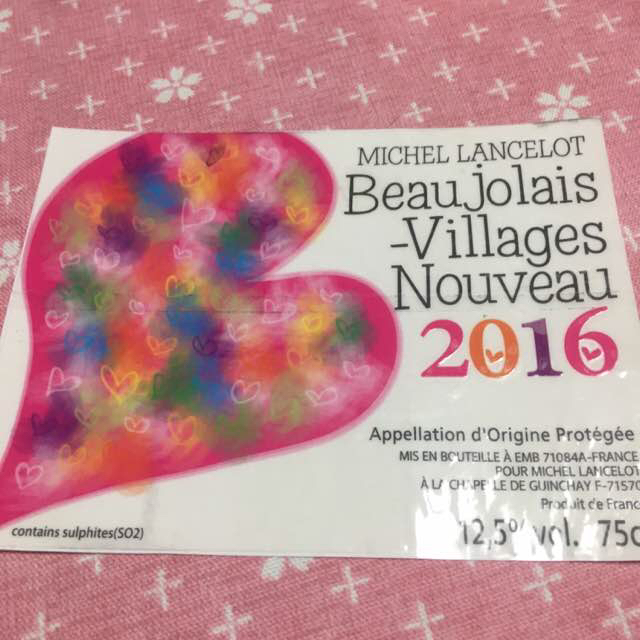 MICHEL LANCELOT
Beaujolais
-Villages
Nouveau
2016
Appellation d'Origine Protégée
MIS EN BOUTEILLE À EMB 71084A-FRANCE
POUR MICHEL LANCELOT
À LA CHAPELLE DE GUINCHAY F-71570
Produit de France
12,5% vol. 75c
contains sulphites(SO2)